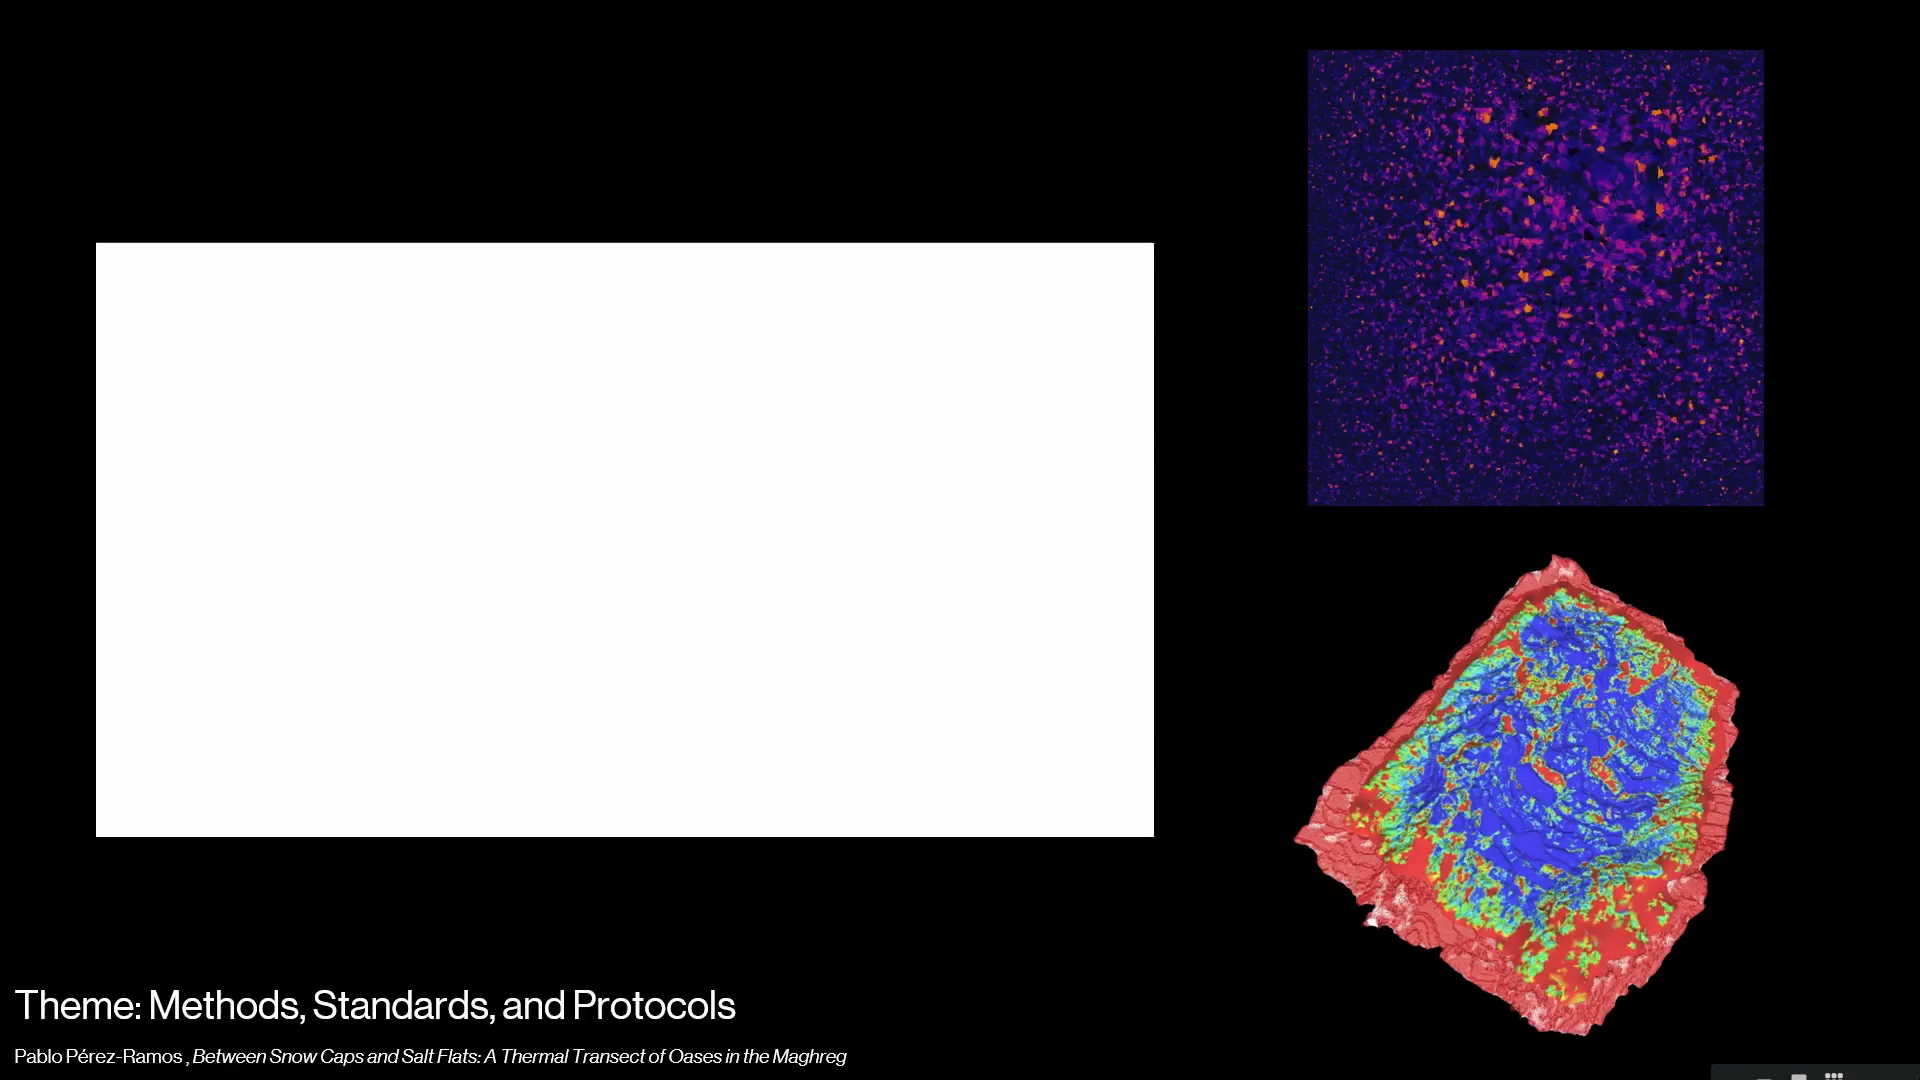 Theme: Methods, Standards, and Protocols
Pablo Pérez-Ramos , Between Snow Caps and Salt Flats: A Thermal Transect of Oases in the Maghreg